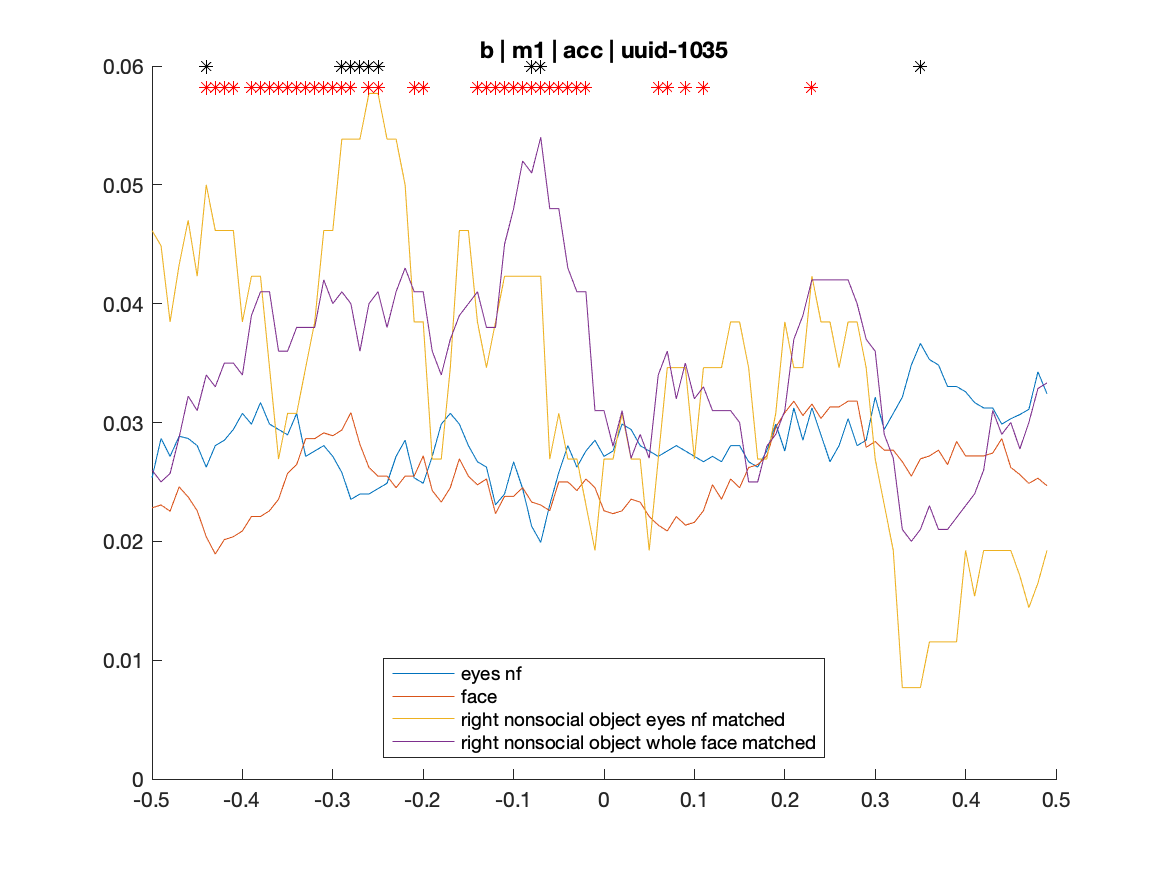 b | m1 | acc | uuid-1035
0.06
0.05
0.04
0.03
0.02
0.01
0
-0.5 -0.4 -0.3 -0.2 -0.1 0 0.1 0.2 0.3 0.4 0.5
eyes nf
face
right nonsocial object eyes nf matched
right nonsocial object whole face matched